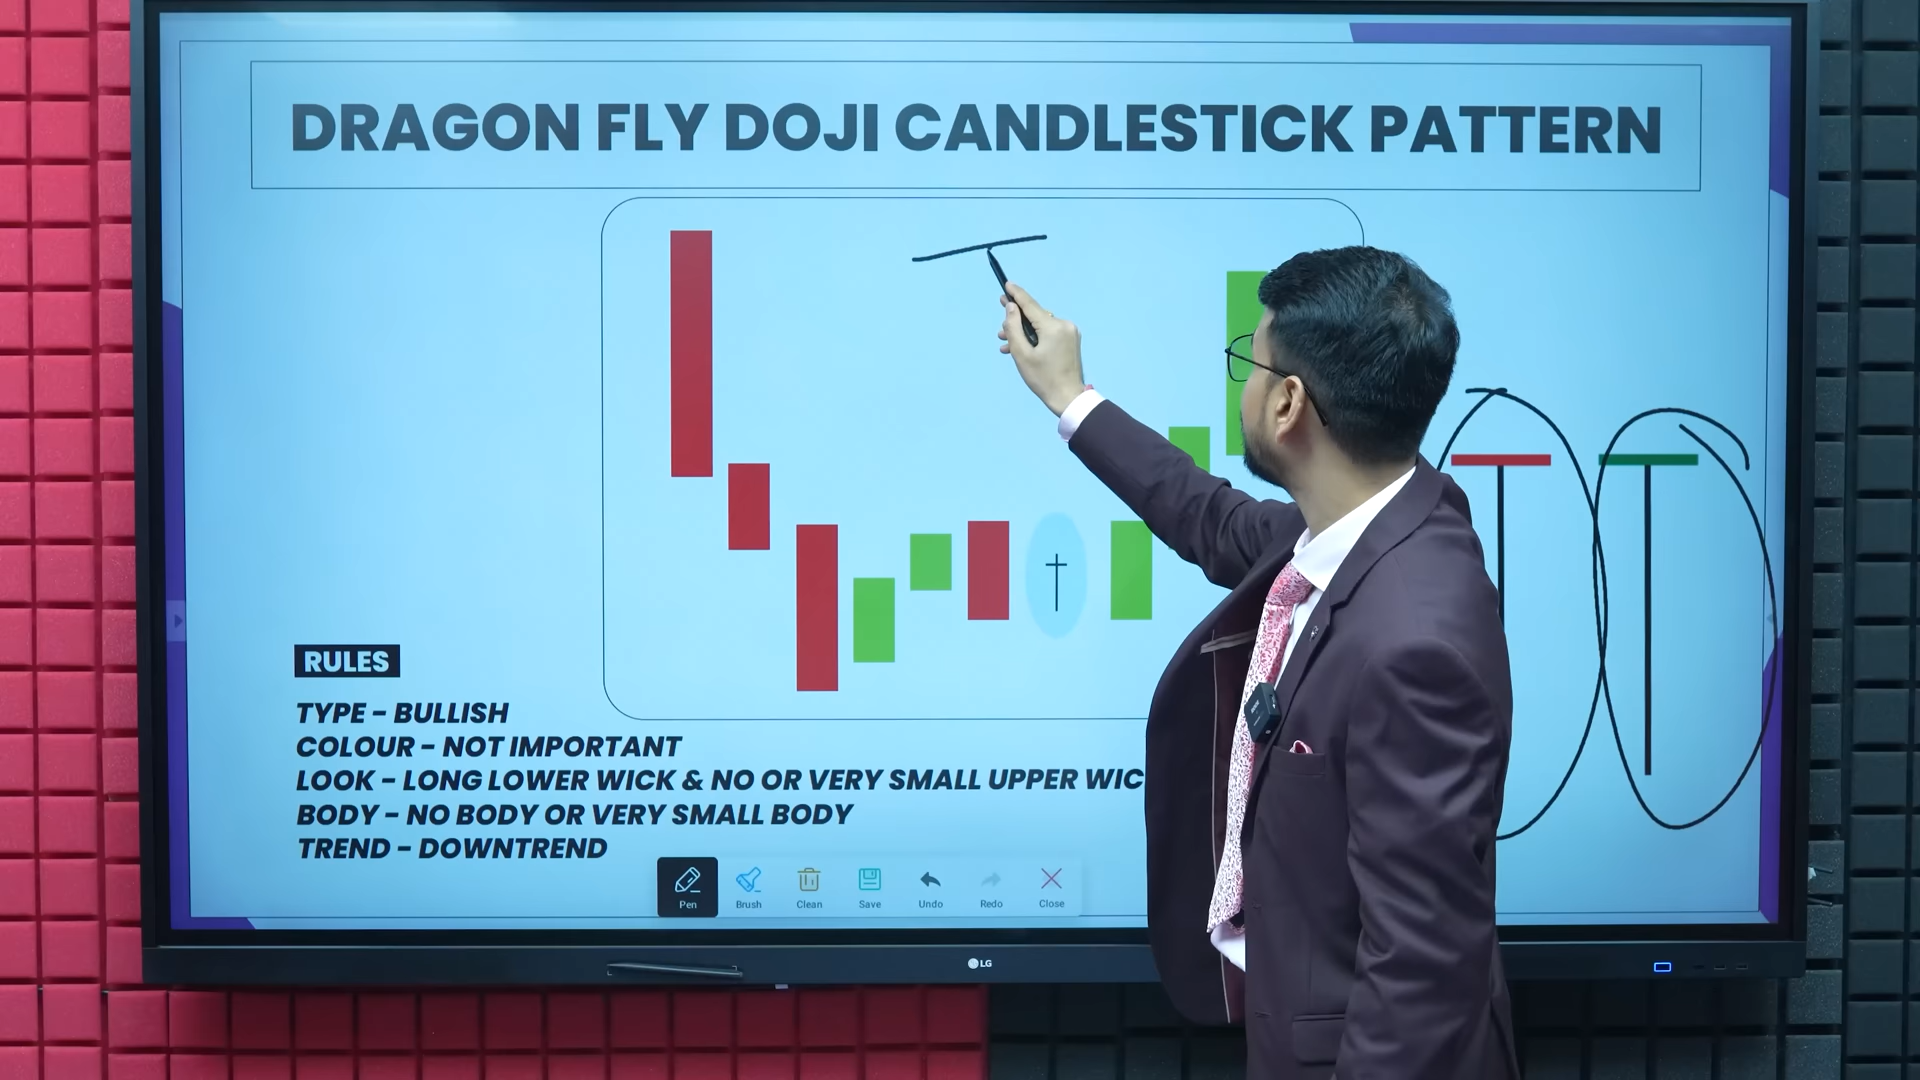 DRAGON FLY DOJI CANDLESTICK PATTERN
RULES
TYPE - BULLISH
COLOUR - NOT IMPORTANT
LOOK - LONG LOWER WICK & NO OR VERY SMALL UPPER WIC
BODY - NO BODY OR VERY SMALL BODY
TREND - DOWNTREND
Pen Brush Clean Save Undo Redo Close
LG